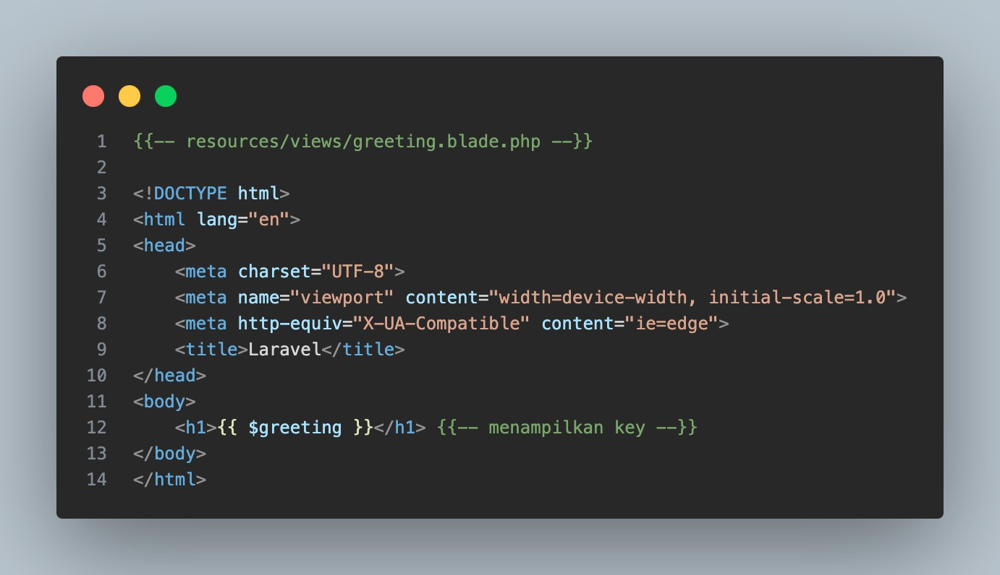 1 {{-- resources/views/greeting.blade.php --}}
2
3 <!DOCTYPE html>
4 <html lang="en">
5 <head>
6     <meta charset="UTF-8">
7     <meta name="viewport" content="width=device-width, initial-scale=1.0">
8     <meta http-equiv="X-UA-Compatible" content="ie=edge">
9     <title>Laravel</title>
10 </head>
11 <body>
12     <h1>{{ $greeting }}</h1> {{-- menampilkan key --}}
13 </body>
14 </html>